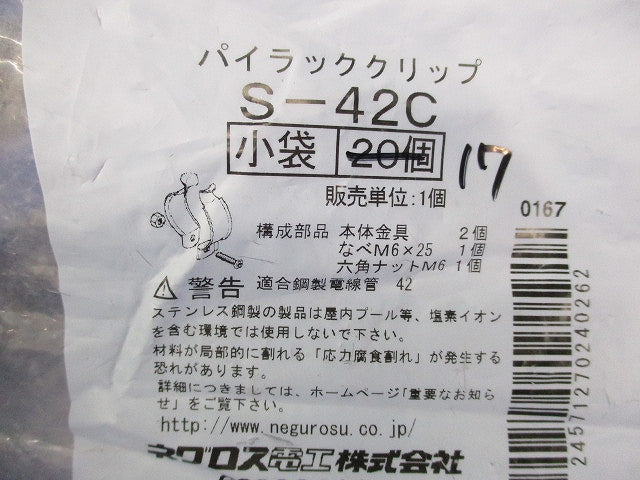 パイラッククリップ
S-42C
小袋 20個 17
販売単位:1個
0167
構成部品 本体金具 2個
なべM6×25 1個
六角ナットM6 1個
⚠ 警告 適合鋼製電線管 42
ステンレス鋼製の製品は屋内プール等、塩素イオン
を含む環境では使用しないで下さい。
材料が局部的に割れる「応力腐食割れ」が発生する
恐れがあります。
詳細につきましては、ホームページ「重要なお知ら
せ」をご覧下さい。
http://www.negurosu.co.jp/
ネグロス電工株式会社
24571270240262